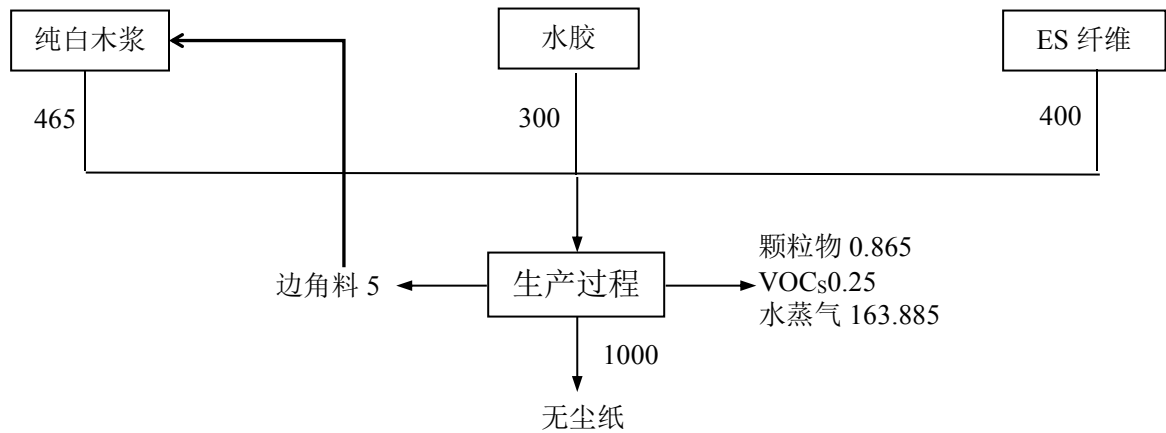 纯白木浆
水胶
ES 纤维
465
300
400
颗粒物 0.865
边角料 5
生产过程
VOCs0.25
水蒸气 163.885
1000
无尘纸